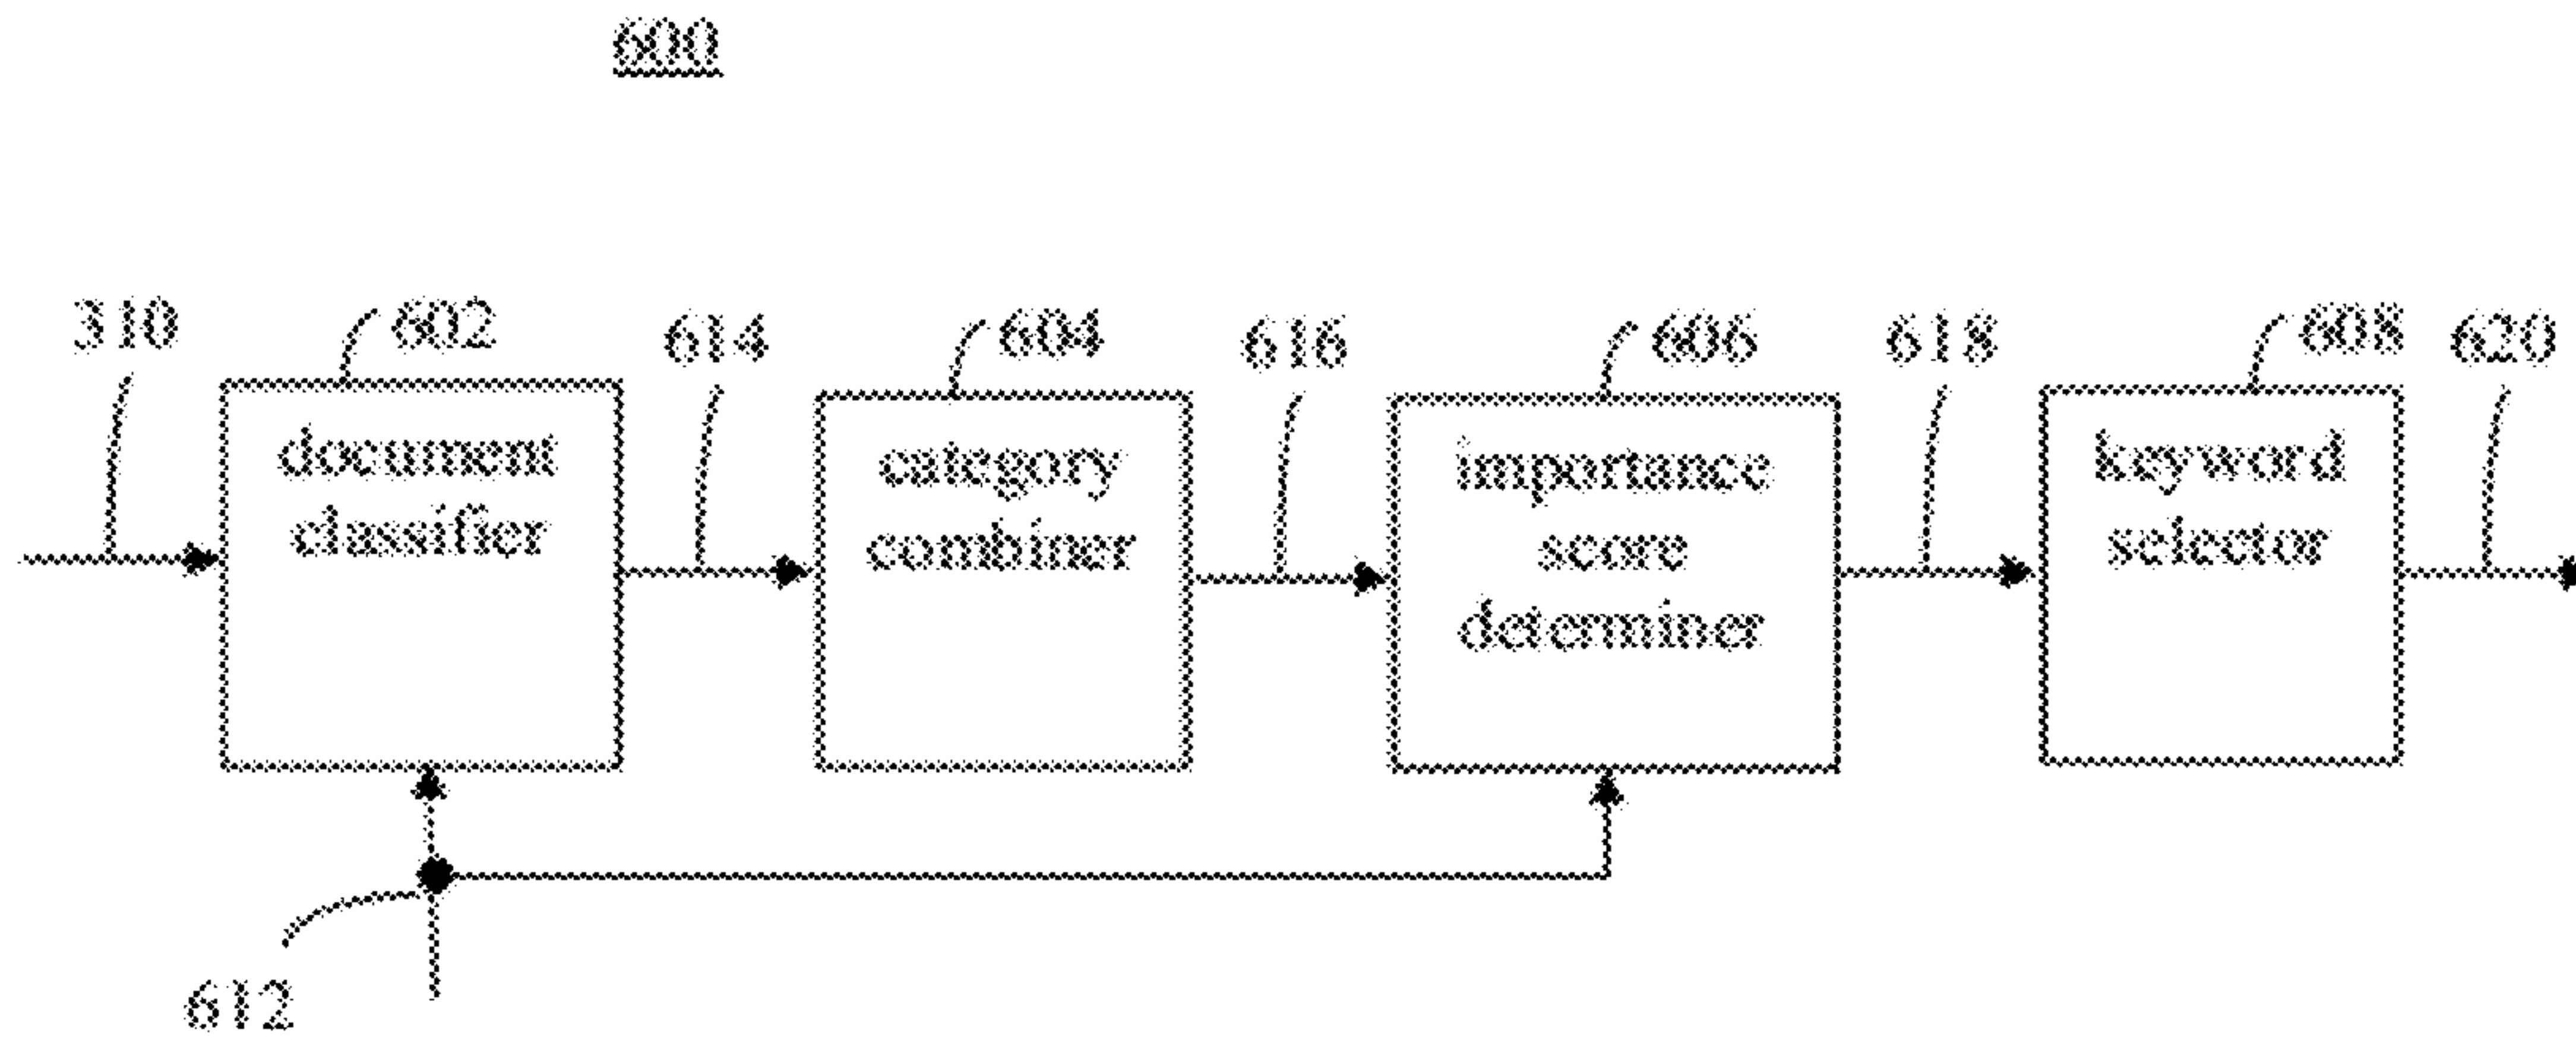 600
310
602
614
604
616
606
618
608
620
document
classifier
category
combiner
importance
score
determiner
keyword
selector
612